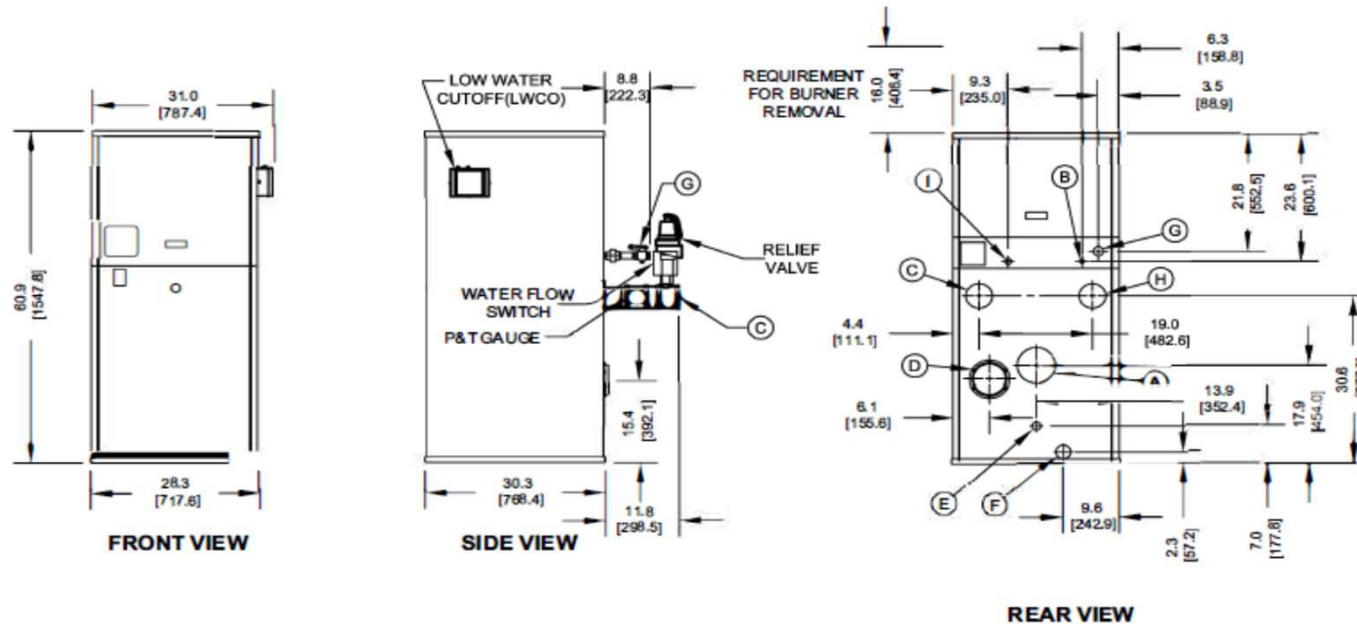 31.0
[787.4]
60.9
[1547.8]
28.3
[717.6]
FRONT VIEW
LOW WATER
CUTOFF(LWCO)
8.8
[222.3]
G
RELIEF
VALVE
WATER FLOW
SWITCH
P&T GAUGE
C
15.4
[392.1]
30.3
[768.4]
11.8
[298.5]
SIDE VIEW
REQUIREMENT
FOR BURNER
REMOVAL
16.0
[406.4]
9.3
[235.0]
6.3
[158.8]
3.5
[88.9]
21.8
[552.5]
23.6
[600.1]
I
B
G
C
H
4.4
[111.1]
19.0
[482.6]
D
A
6.1
[155.6]
13.9
[352.4]
17.9
[454.0]
30.6
E
F
9.6
[242.9]
2.3
[57.2]
7.0
[177.8]
REAR VIEW